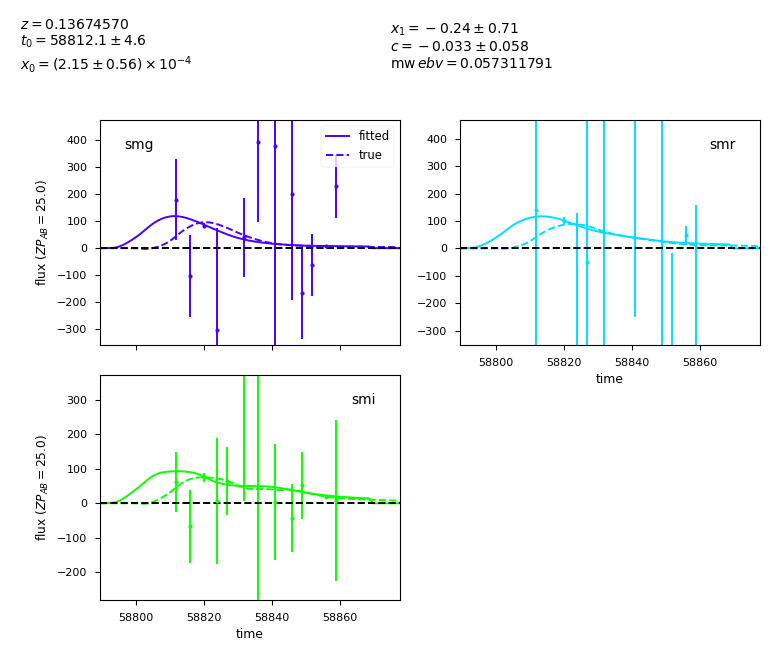 z = 0.13674570
t₀ = 58812.1 ± 4.6
x₀ = (2.15 ± 0.56) × 10⁻⁴
x₁ = −0.24 ± 0.71
c = −0.033 ± 0.058
mw ebv = 0.057311791
smg
fitted
true
400
300
200
100
0
−100
−200
−300
flux (ZP_AB = 25.0)
smr
400
300
200
100
0
−100
−200
−300
58800 58820 58840 58860
time
smi
300
200
100
0
−100
−200
flux (ZP_AB = 25.0)
58800 58820 58840 58860
time